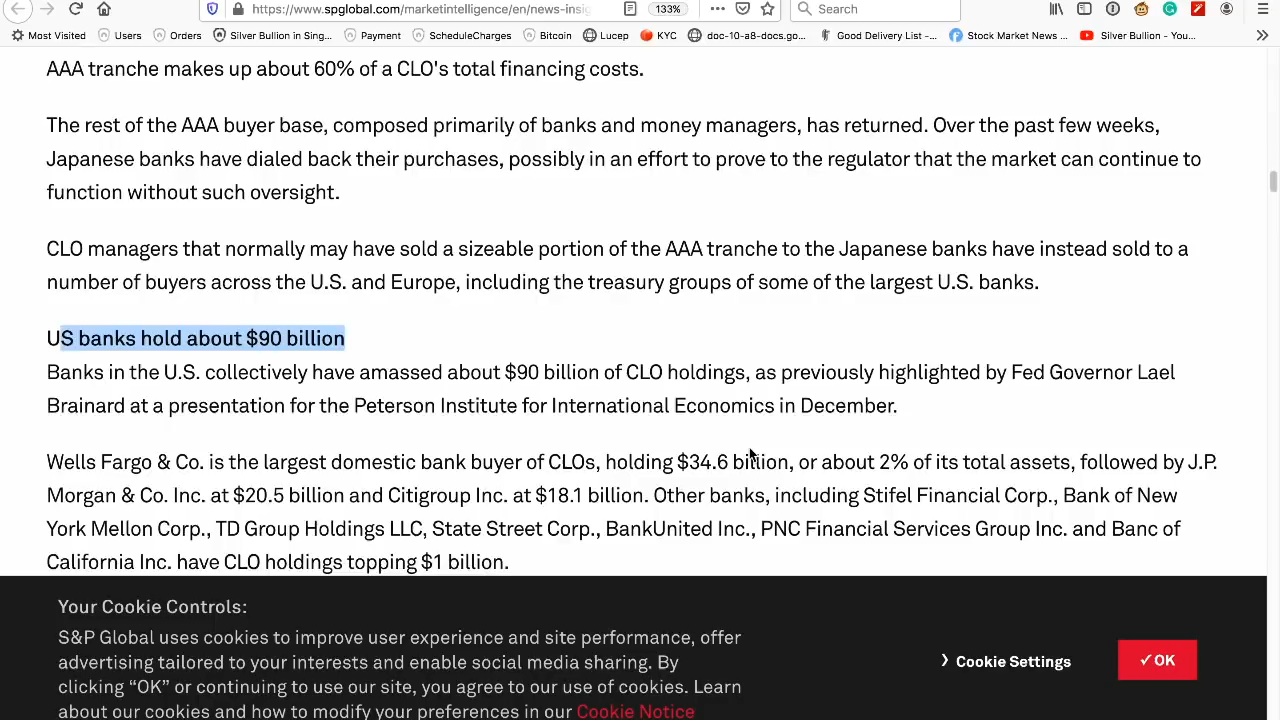 https://www.spglobal.com/marketintelligence/en/news-insig
133%
Search
Most Visited Users Orders Silver Bullion in Sing... Payment ScheduleCharges Bitcoin Lucep KYC doc-10-a8-docs.go... Good Delivery List -... Stock Market News ... Silver Bullion - You...
AAA tranche makes up about 60% of a CLO's total financing costs.
The rest of the AAA buyer base, composed primarily of banks and money managers, has returned. Over the past few weeks,
Japanese banks have dialed back their purchases, possibly in an effort to prove to the regulator that the market can continue to
function without such oversight.
CLO managers that normally may have sold a sizeable portion of the AAA tranche to the Japanese banks have instead sold to a
number of buyers across the U.S. and Europe, including the treasury groups of some of the largest U.S. banks.
US banks hold about $90 billion
Banks in the U.S. collectively have amassed about $90 billion of CLO holdings, as previously highlighted by Fed Governor Lael
Brainard at a presentation for the Peterson Institute for International Economics in December.
Wells Fargo & Co. is the largest domestic bank buyer of CLOs, holding $34.6 billion, or about 2% of its total assets, followed by J.P.
Morgan & Co. Inc. at $20.5 billion and Citigroup Inc. at $18.1 billion. Other banks, including Stifel Financial Corp., Bank of New
York Mellon Corp., TD Group Holdings LLC, State Street Corp., BankUnited Inc., PNC Financial Services Group Inc. and Banc of
California Inc. have CLO holdings topping $1 billion.
Your Cookie Controls:
S&P Global uses cookies to improve user experience and site performance, offer
advertising tailored to your interests and enable social media sharing. By
clicking “OK” or continuing to use our site, you agree to our use of cookies. Learn
about our cookies and how to modify your preferences in our Cookie Notice
❯ Cookie Settings
✓OK